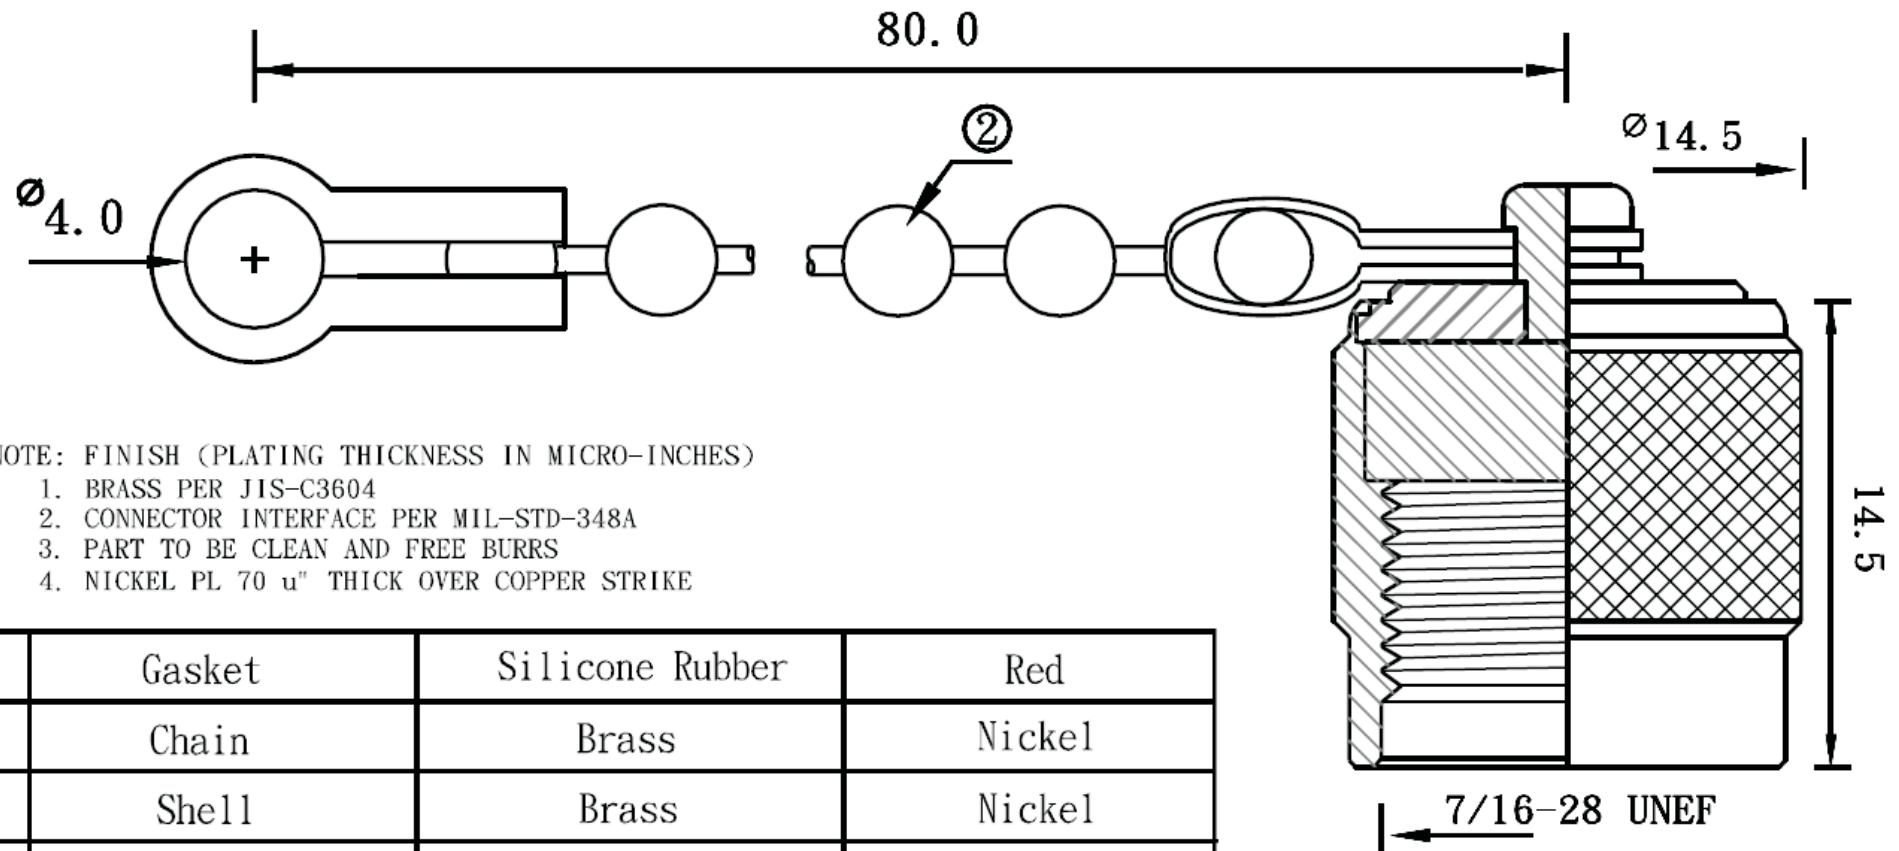 80.0
②
ø14.5
ø4.0
NOTE: FINISH (PLATING THICKNESS IN MICRO-INCHES)
1. BRASS PER JIS-C3604
2. CONNECTOR INTERFACE PER MIL-STD-348A
3. PART TO BE CLEAN AND FREE BURRS
4. NICKEL PL 70 u" THICK OVER COPPER STRIKE
14.5
Gasket Silicone Rubber Red
Chain Brass Nickel
Shell Brass Nickel
7/16-28 UNEF